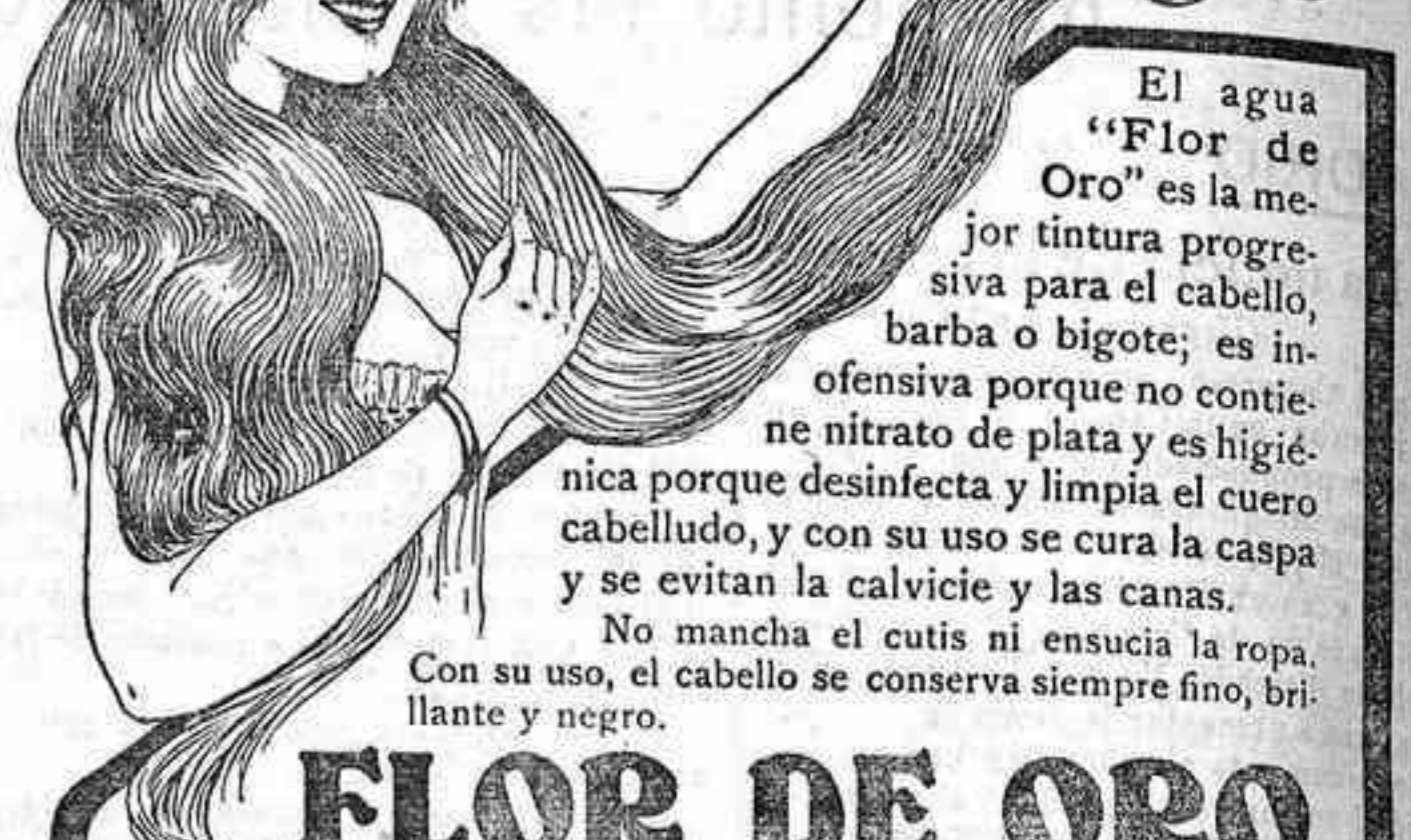 El agua
“Flor de
Oro” es la me-
jor tintura progre-
siva para el cabello,
barba o bigote; es in-
ofensiva porque no contie-
ne nitrato de plata y es higié-
nica porque desinfecta y limpia el cuero
cabelludo, y con su uso se cura la caspa
y se evitan la calvicie y las canas.
No mancha el cutis ni ensucia la ropa.
Con su uso, el cabello se conserva siempre fino, bri-
llante y negro.
FLOR DE ORO